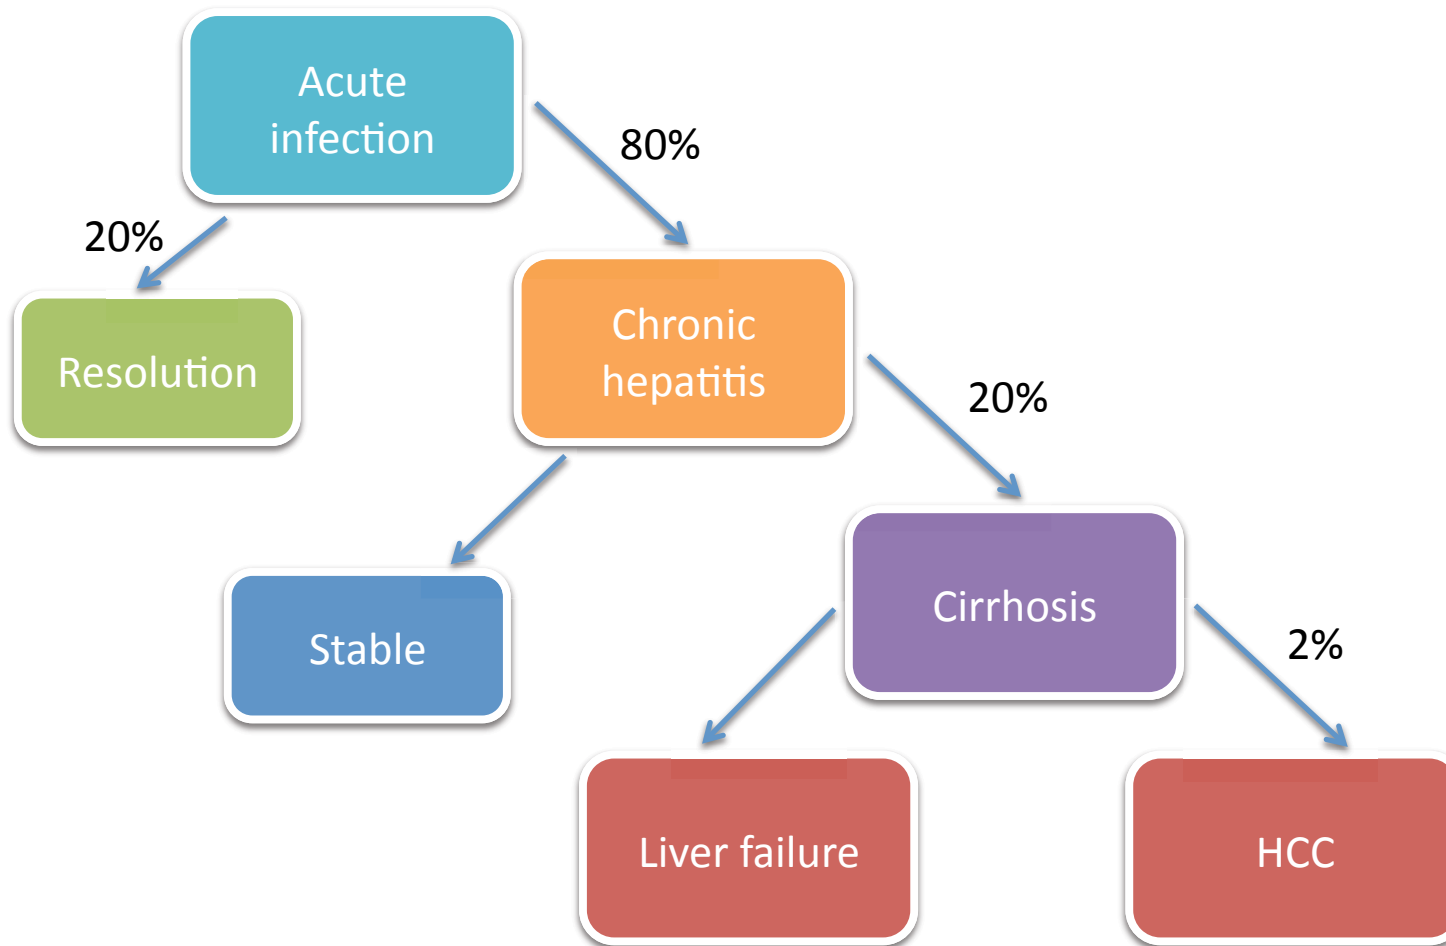 Acute
infection
80%
20%
Resolution
Chronic
hepatitis
20%
Stable
Cirrhosis
2%
Liver failure
HCC